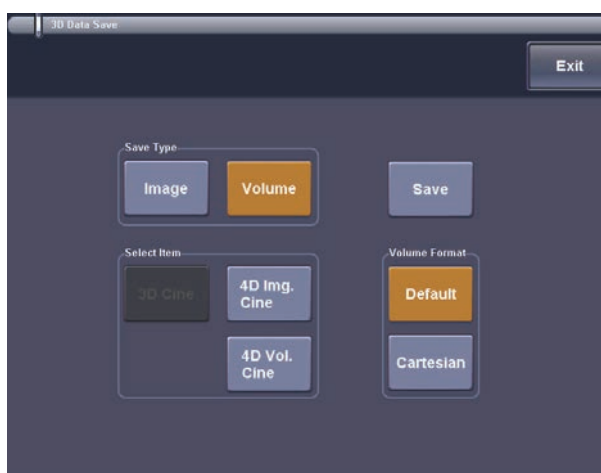 3D Data Save
Exit
Save Type
Image
Volume
Save
Select Item
3D Cine
4D Img.
Cine
4D Vol.
Cine
Volume Format
Default
Cartesian